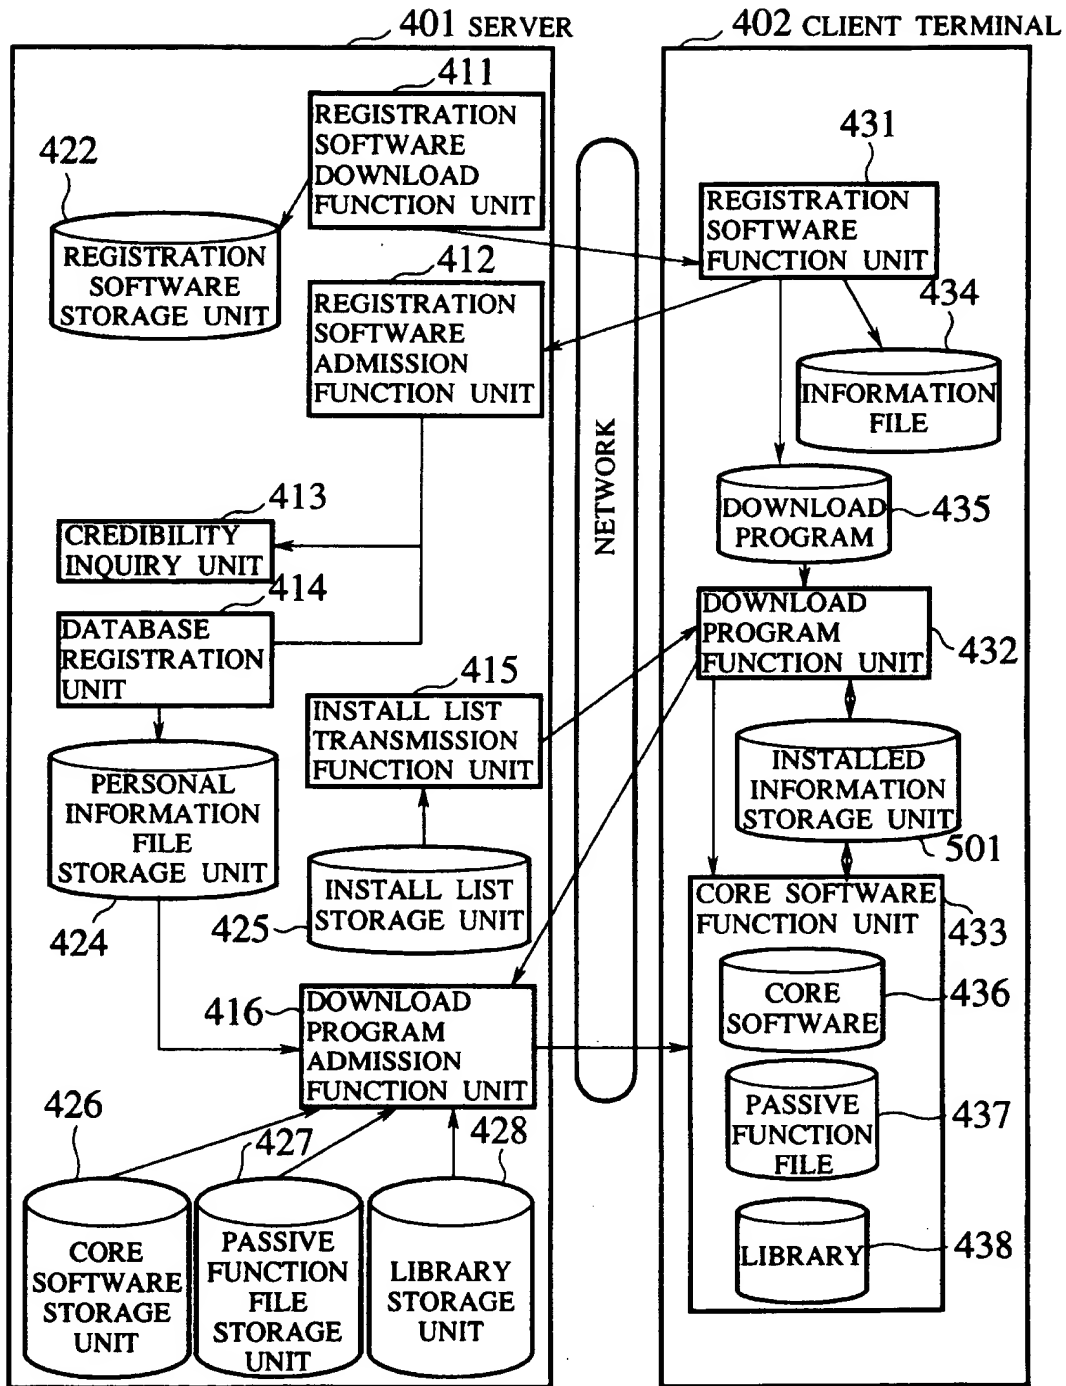 401 SERVER
402 CLIENT TERMINAL
411
REGISTRATION
SOFTWARE
DOWNLOAD
FUNCTION UNIT
422
REGISTRATION
SOFTWARE
STORAGE UNIT
412
REGISTRATION
SOFTWARE
ADMISSION
FUNCTION UNIT
413
CREDIBILITY
INQUIRY UNIT
414
DATABASE
REGISTRATION
UNIT
415
INSTALL LIST
TRANSMISSION
FUNCTION UNIT
PERSONAL
INFORMATION
FILE
STORAGE UNIT
424
INSTALL LIST
STORAGE UNIT
425
416
DOWNLOAD
PROGRAM
ADMISSION
FUNCTION UNIT
426
CORE
SOFTWARE
STORAGE
UNIT
427
PASSIVE
FUNCTION
FILE
STORAGE
UNIT
428
LIBRARY
STORAGE
UNIT
NETWORK
431
REGISTRATION
SOFTWARE
FUNCTION UNIT
434
INFORMATION
FILE
DOWNLOAD
PROGRAM
435
DOWNLOAD
PROGRAM
FUNCTION UNIT
432
INSTALLED
INFORMATION
STORAGE UNIT
501
CORE SOFTWARE
FUNCTION UNIT
433
CORE
SOFTWARE
436
PASSIVE
FUNCTION
FILE
437
LIBRARY
438